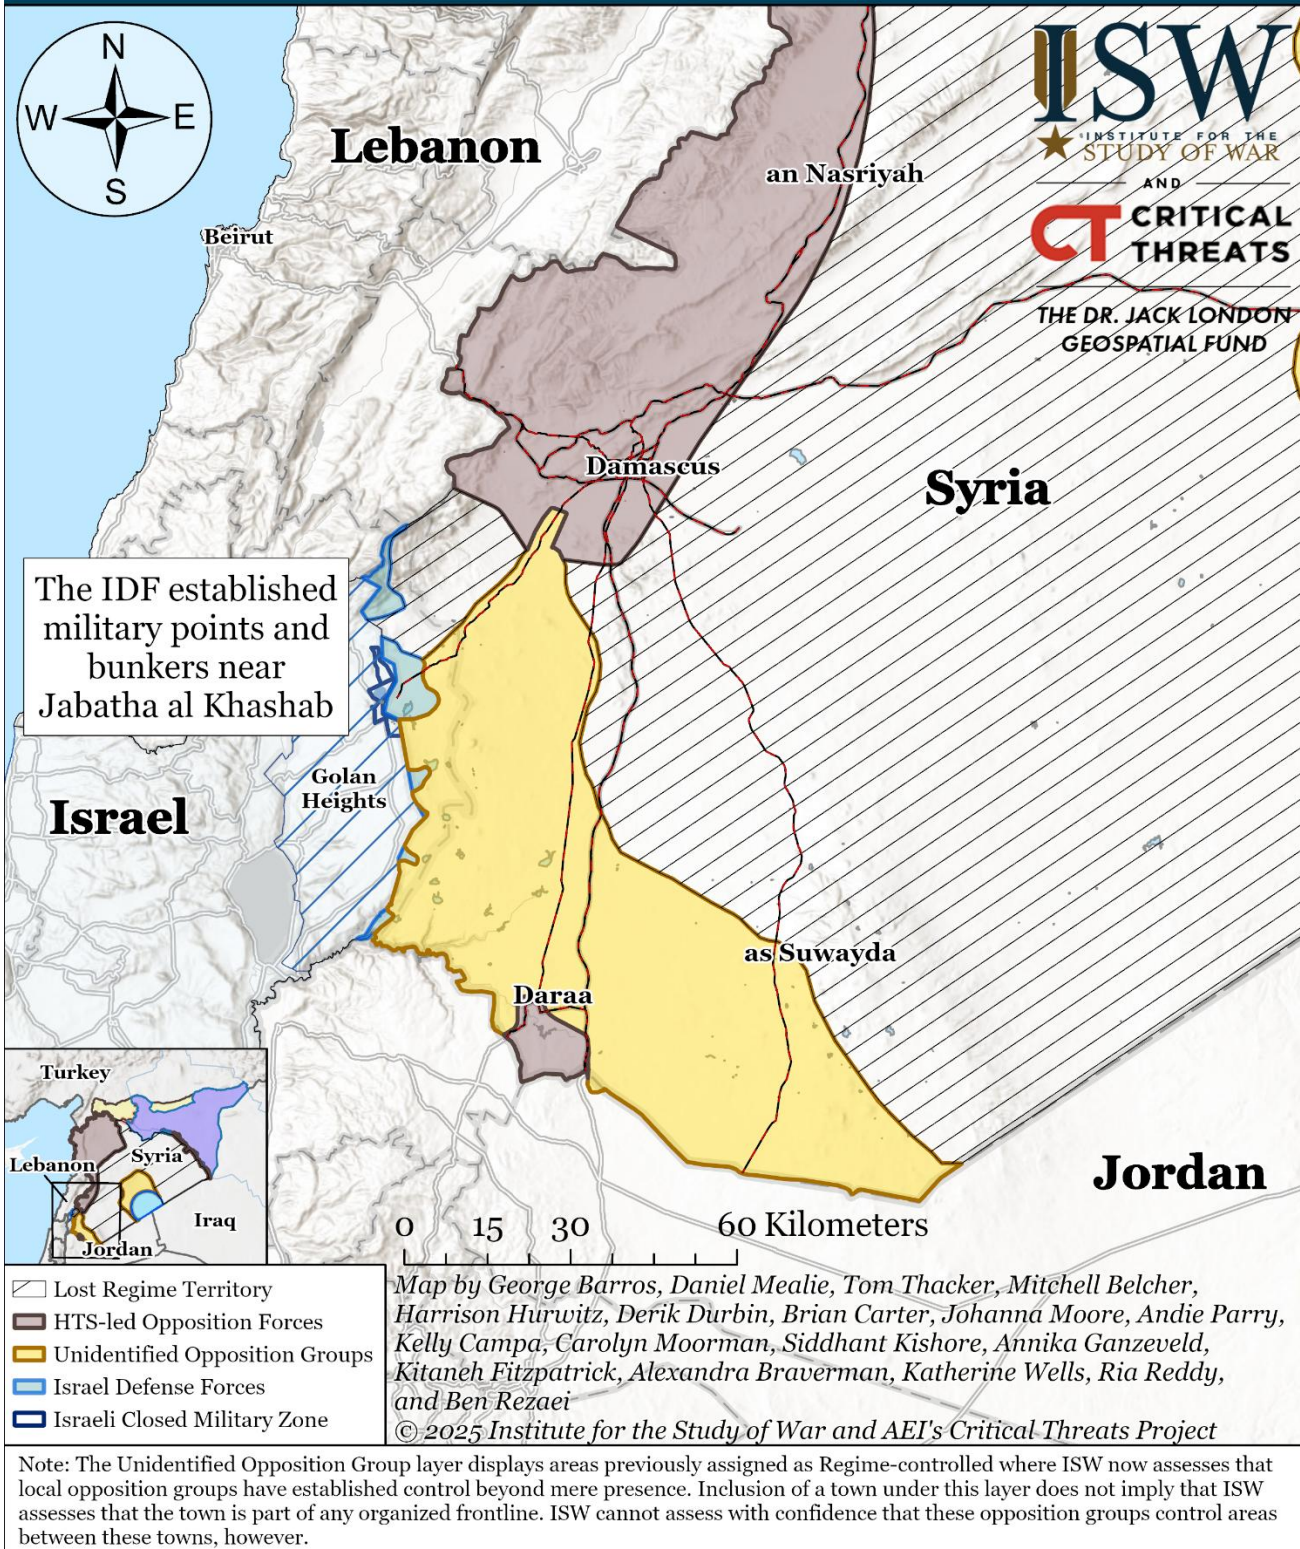 N
W
E
S
ISW
INSTITUTE FOR THE
STUDY OF WAR
AND
CT CRITICAL
THREATS
THE DR. JACK LONDON
GEOSPATIAL FUND
Lebanon
an Nasriyah
Beirut
Damascus
Syria
The IDF established
military points and
bunkers near
Jabatha al Khashab
Golan
Heights
Israel
as Suwayda
Daraa
Jordan
Turkey
Lebanon
Syria
Iraq
Jordan
0 15 30 60 Kilometers
Lost Regime Territory
HTS-led Opposition Forces
Unidentified Opposition Groups
Israel Defense Forces
Israeli Closed Military Zone
Map by George Barros, Daniel Mealie, Tom Thacker, Mitchell Belcher,
Harrison Hurwitz, Derik Durbin, Brian Carter, Johanna Moore, Andie Parry,
Kelly Campa, Carolyn Moorman, Siddhant Kishore, Annika Ganzeveld,
Kitaneh Fitzpatrick, Alexandra Braverman, Katherine Wells, Ria Reddy,
and Ben Rezaei
© 2025 Institute for the Study of War and AEI's Critical Threats Project
Note: The Unidentified Opposition Group layer displays areas previously assigned as Regime-controlled where ISW now assesses that
local opposition groups have established control beyond mere presence. Inclusion of a town under this layer does not imply that ISW
assesses that the town is part of any organized frontline. ISW cannot assess with confidence that these opposition groups control areas
between these towns, however.